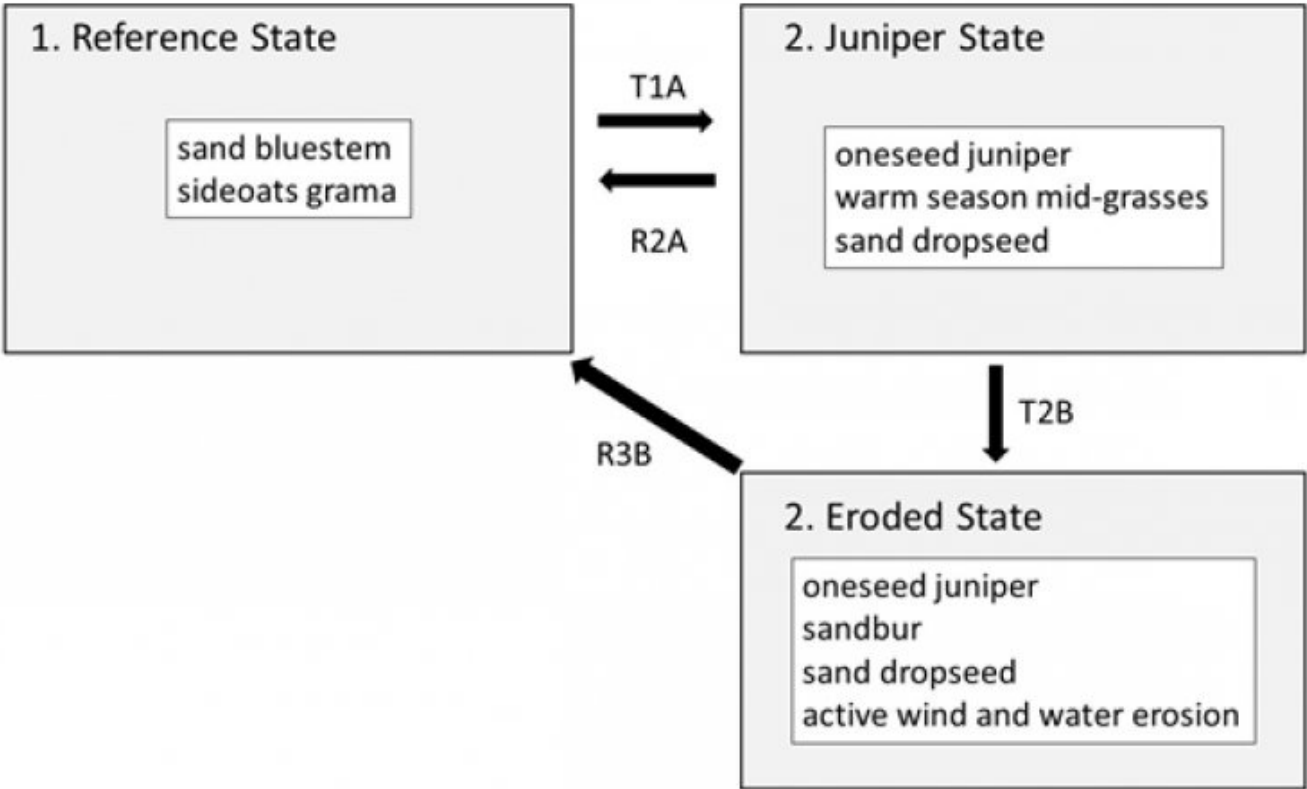 1. Reference State
sand bluestem
sideoats grama
T1A
R2A
2. Juniper State
oneseed juniper
warm season mid-grasses
sand dropseed
T2B
R3B
2. Eroded State
oneseed juniper
sandbur
sand dropseed
active wind and water erosion